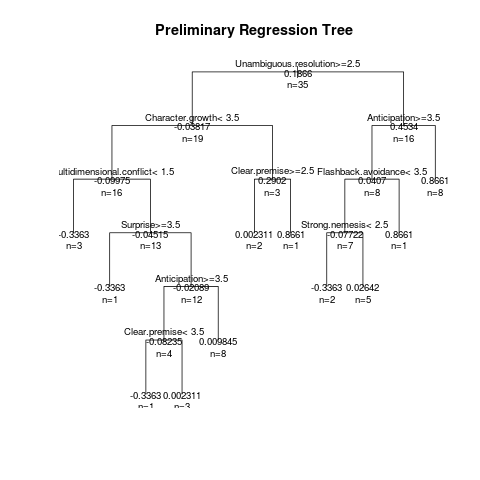 Preliminary Regression Tree
Unambiguous.resolution>=2.5
0.1866
n=35
Character.growth< 3.5
-0.03817
n=19
Anticipation>=3.5
0.4534
n=16
ultidimensional.conflict< 1.5
-0.09975
n=16
Clear.premise>=2.5
0.2902
n=3
Flashback.avoidance< 3.5
0.0407
n=8
0.8661
n=8
-0.3363
n=3
Surprise>=3.5
-0.04515
n=13
0.002311
n=2
0.8661
n=1
Strong.nemesis< 2.5
-0.07722
n=7
0.8661
n=1
-0.3363
n=1
Anticipation>=3.5
-0.02089
n=12
-0.3363
n=2
0.02642
n=5
Clear.premise< 3.5
-0.08235
n=4
0.009845
n=8
-0.3363
n=1
0.002311
n=3